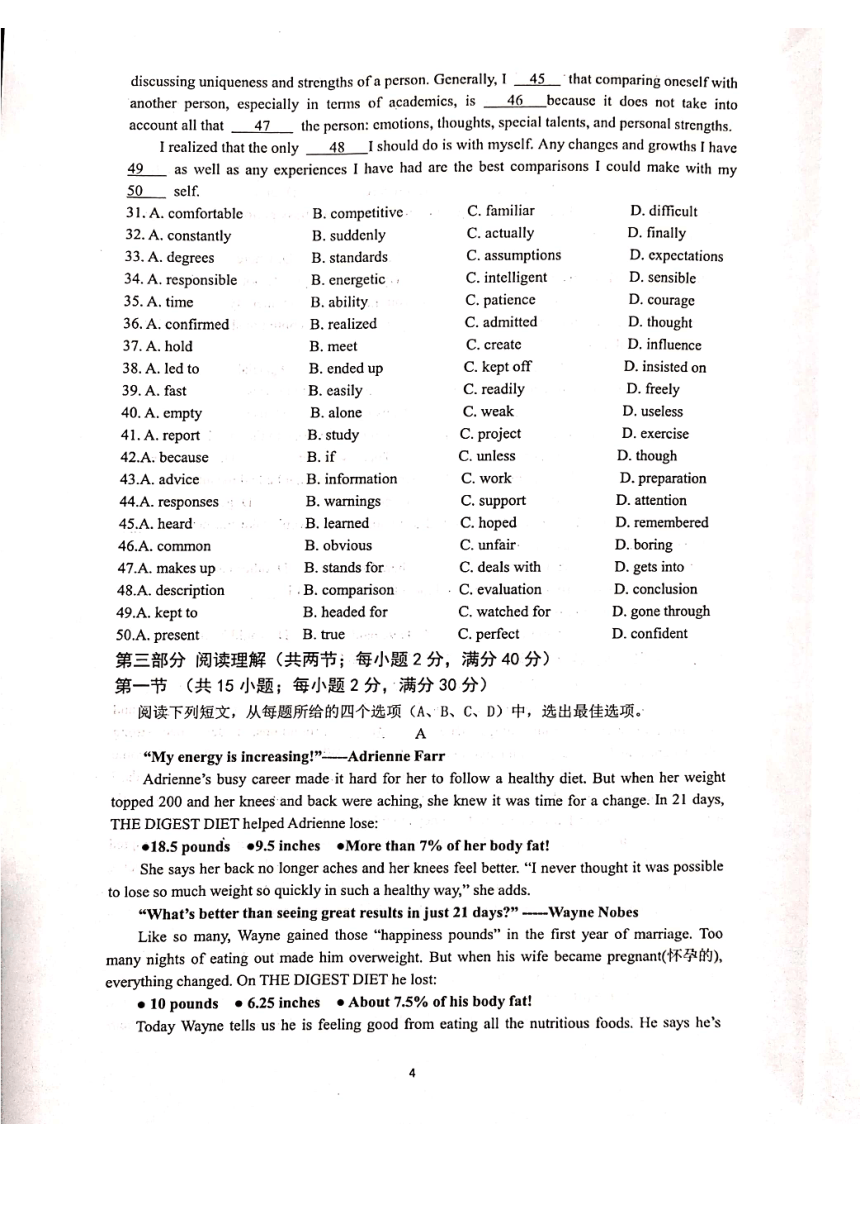 discussing uniqueness and strengths of a person. Generally, I 45 that comparing oneself with
another person, especially in terms of academics, is 46 because it does not take into
account all that 47 the person: emotions, thoughts, special talents, and personal strengths.
I realized that the only 48 I should do is with myself. Any changes and growths I have
49 as well as any experiences I have had are the best comparisons I could make with my
50 self.
31. A. comfortable B. competitive C. familiar D. difficult
32. A. constantly B. suddenly C. actually D. finally
33. A. degrees B. standards C. assumptions D. expectations
34. A. responsible B. energetic C. intelligent D. sensible
35. A. time B. ability C. patience D. courage
36. A. confirmed B. realized C. admitted D. thought
37. A. hold B. meet C. create D. influence
38. A. led to B. ended up C. kept off D. insisted on
39. A. fast B. easily C. readily D. freely
40. A. empty B. alone C. weak D. useless
41. A. report B. study C. project D. exercise
42.A. because B. if C. unless D. though
43.A. advice B. information C. work D. preparation
44.A. responses B. warnings C. support D. attention
45.A. heard B. learned C. hoped D. remembered
46.A. common B. obvious C. unfair D. boring
47.A. makes up B. stands for C. deals with D. gets into
48.A. description B. comparison C. evaluation D. conclusion
49.A. kept to B. headed for C. watched for D. gone through
50.A. present B. true C. perfect D. confident
第三部分 阅读理解（共两节；每小题 2 分，满分 40 分）
第一节 （共 15 小题；每小题 2 分，满分 30 分）
阅读下列短文，从每题所给的四个选项（A、B、C、D）中，选出最佳选项。
A
“My energy is increasing!”-----Adrienne Farr
Adrienne’s busy career made it hard for her to follow a healthy diet. But when her weight
topped 200 and her knees and back were aching, she knew it was time for a change. In 21 days,
THE DIGEST DIET helped Adrienne lose:
●18.5 pounds ●9.5 inches ●More than 7% of her body fat!
She says her back no longer aches and her knees feel better. “I never thought it was possible
to lose so much weight so quickly in such a healthy way,” she adds.
“What’s better than seeing great results in just 21 days?” -----Wayne Nobes
Like so many, Wayne gained those “happiness pounds” in the first year of marriage. Too
many nights of eating out made him overweight. But when his wife became pregnant(怀孕的),
everything changed. On THE DIGEST DIET he lost:
● 10 pounds ● 6.25 inches ● About 7.5% of his body fat!
Today Wayne tells us he is feeling good from eating all the nutritious foods. He says he’s
4